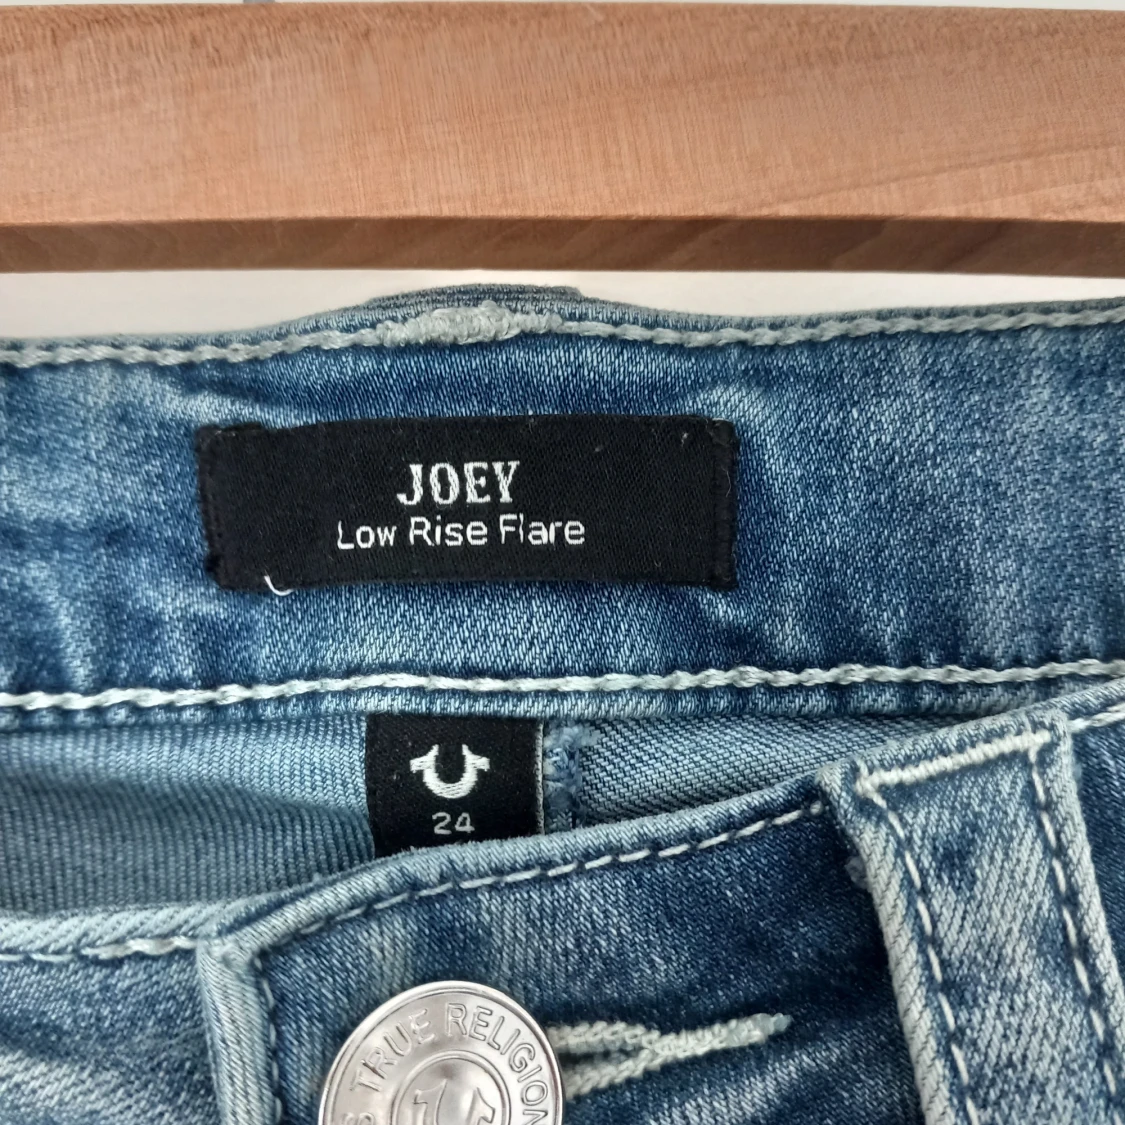 JOEY
Low Rise Flare
24
TRUE RELIGION